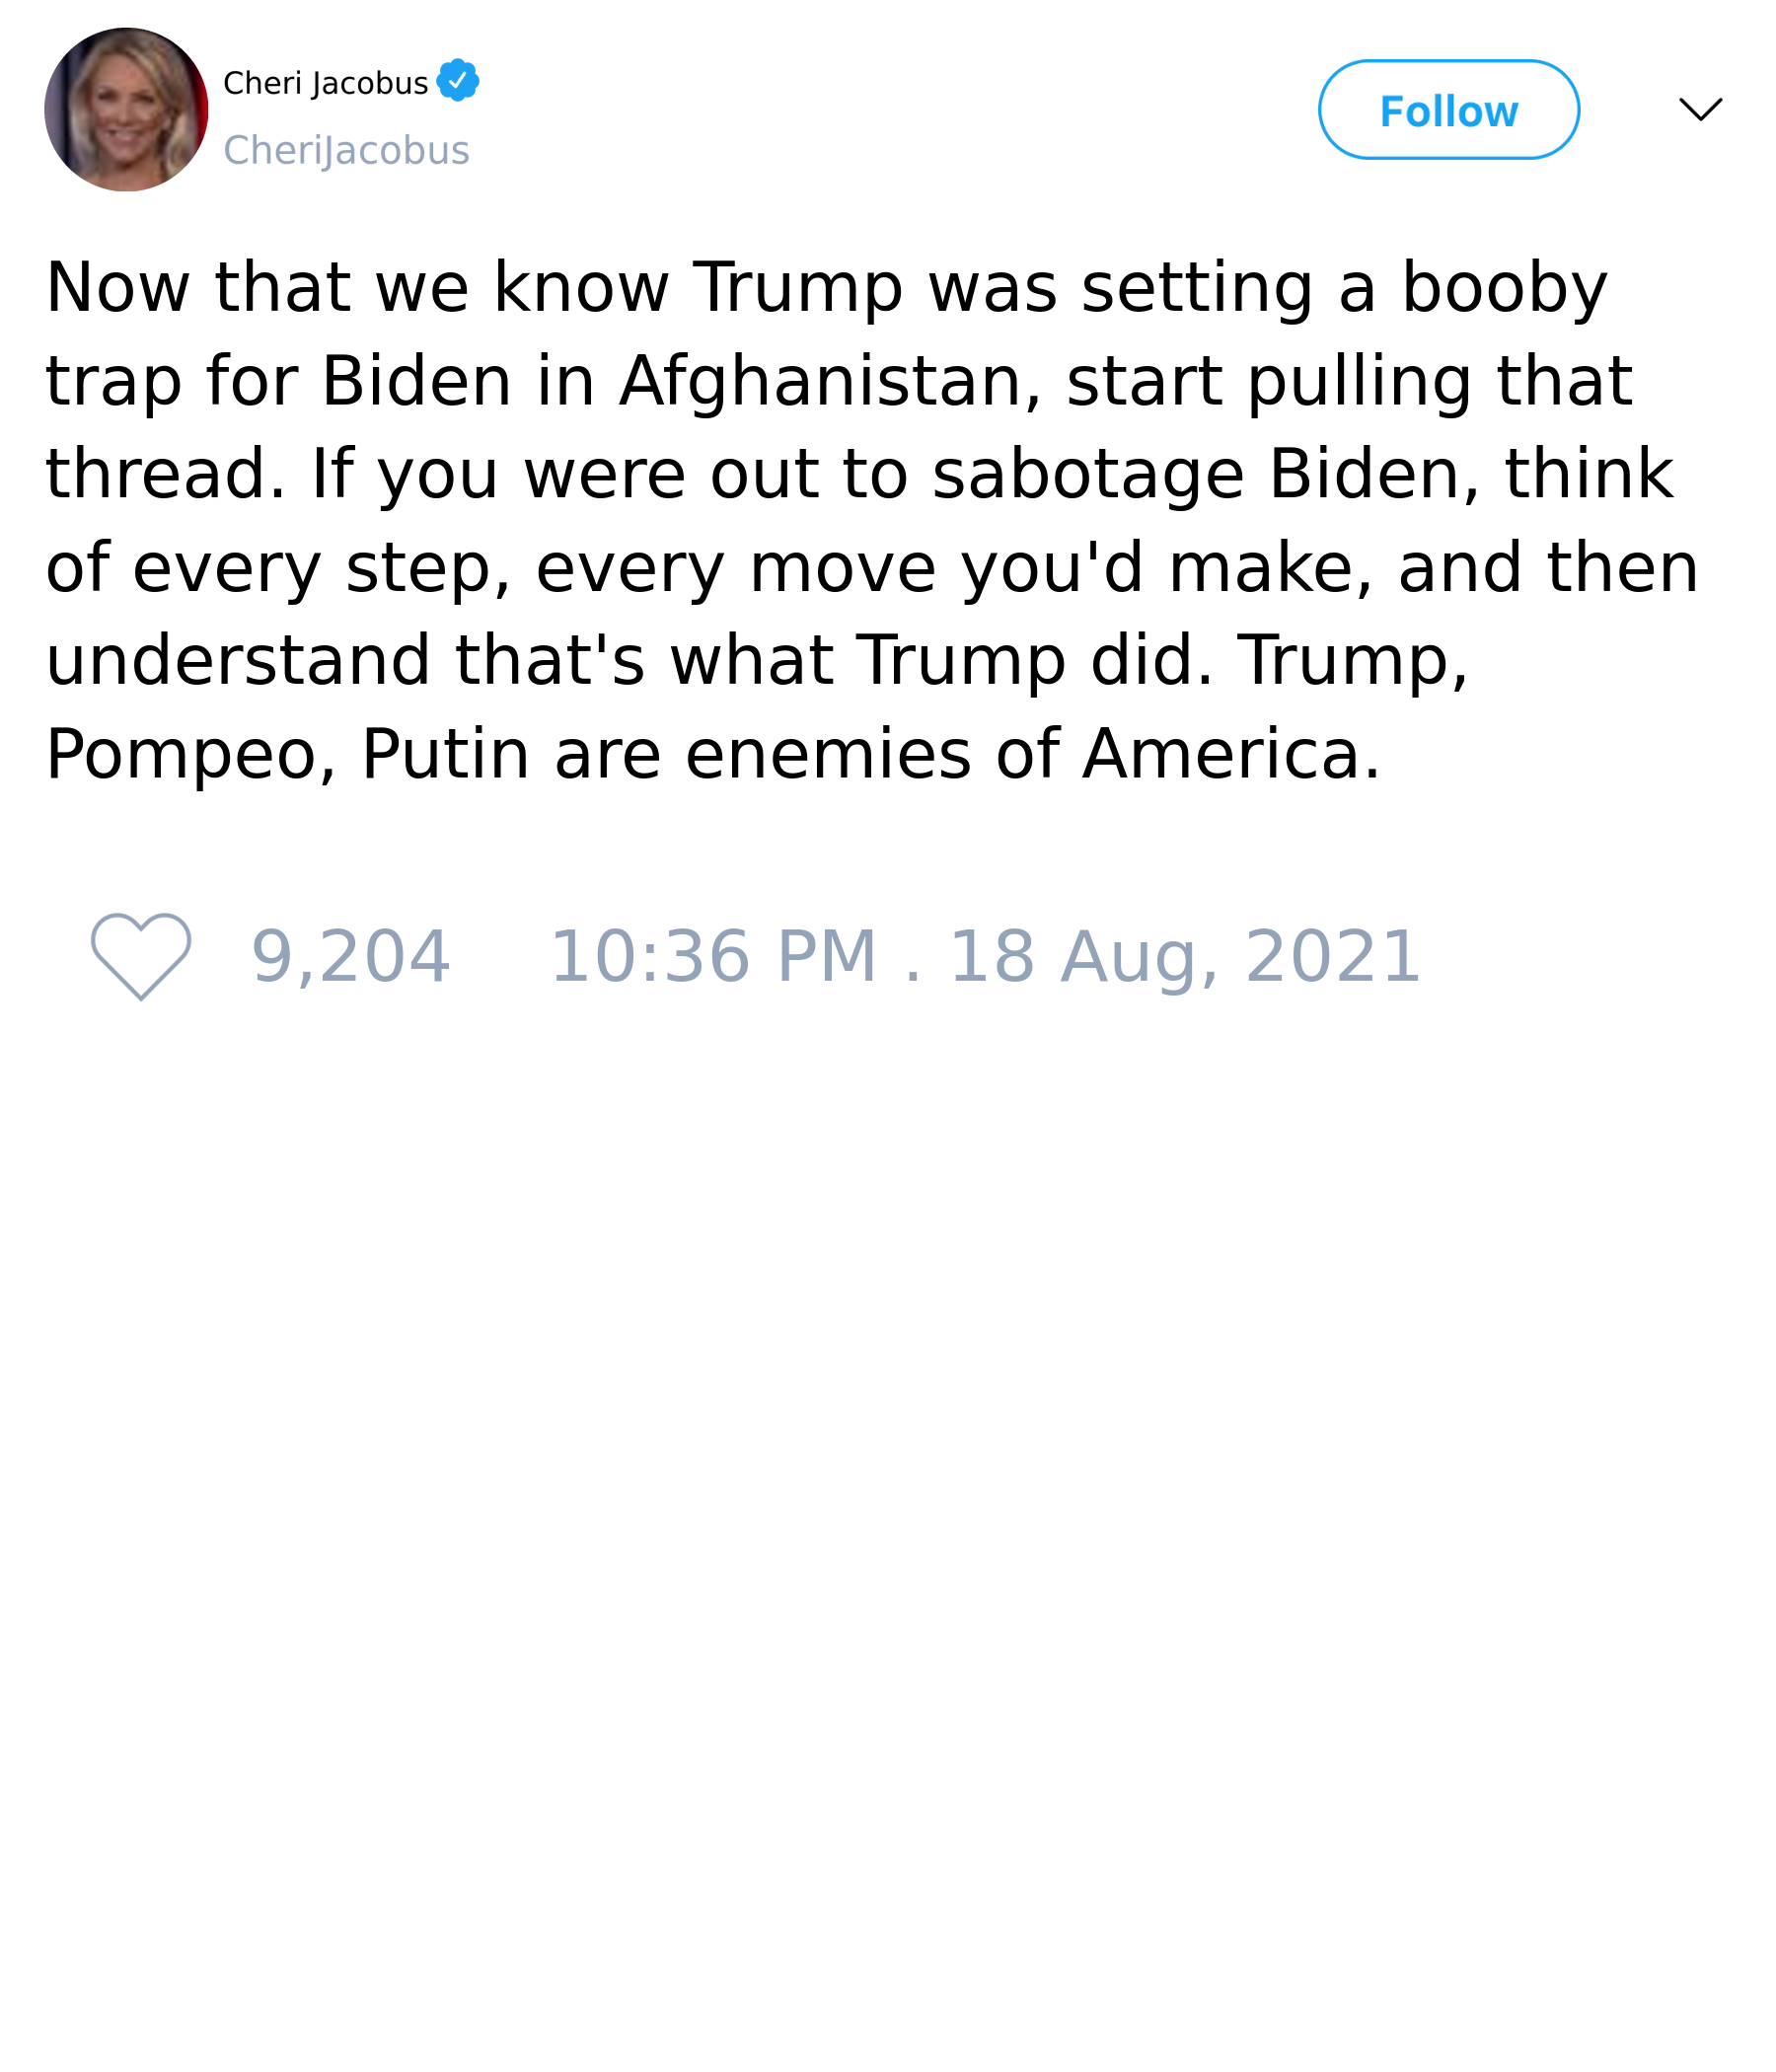 Cheri Jacobus
CheriJacobus
Follow
Now that we know Trump was setting a booby
trap for Biden in Afghanistan, start pulling that
thread. If you were out to sabotage Biden, think
of every step, every move you'd make, and then
understand that's what Trump did. Trump,
Pompeo, Putin are enemies of America.
9,204 10:36 PM . 18 Aug, 2021